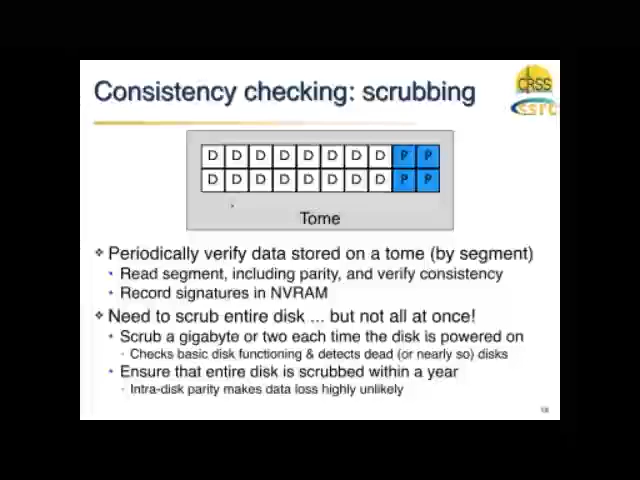 Consistency checking: scrubbing
CRSS
ssrc
D D D D D D D D P P
D D D D D D D D P P
Tome
❖ Periodically verify data stored on a tome (by segment)
• Read segment, including parity, and verify consistency
• Record signatures in NVRAM
❖ Need to scrub entire disk ... but not all at once!
• Scrub a gigabyte or two each time the disk is powered on
• Checks basic disk functioning & detects dead (or nearly so) disks
• Ensure that entire disk is scrubbed within a year
• Intra-disk parity makes data loss highly unlikely